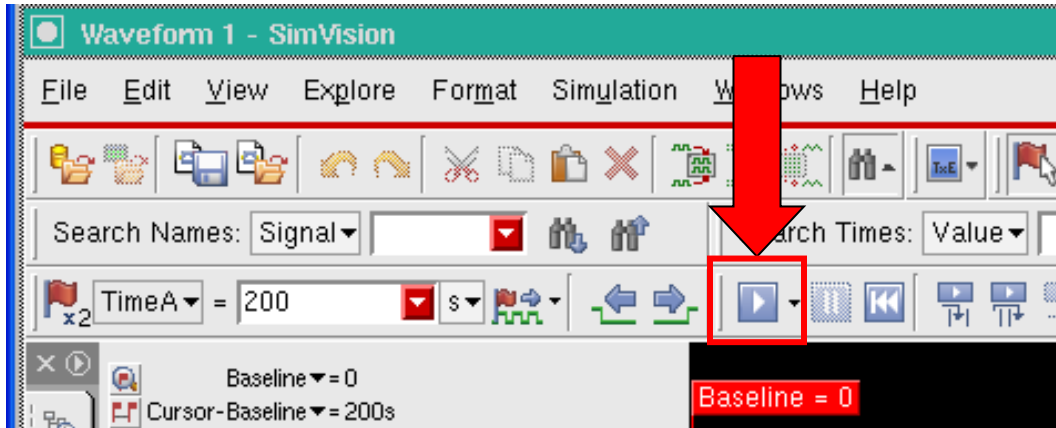 Waveform 1 - SimVision
File Edit View Explore Format Simulation Help
TxE
Search Names: Signal Times: Value
x2 TimeA = 200 s
Baseline = 0
Cursor-Baseline = 200s
Baseline = 0